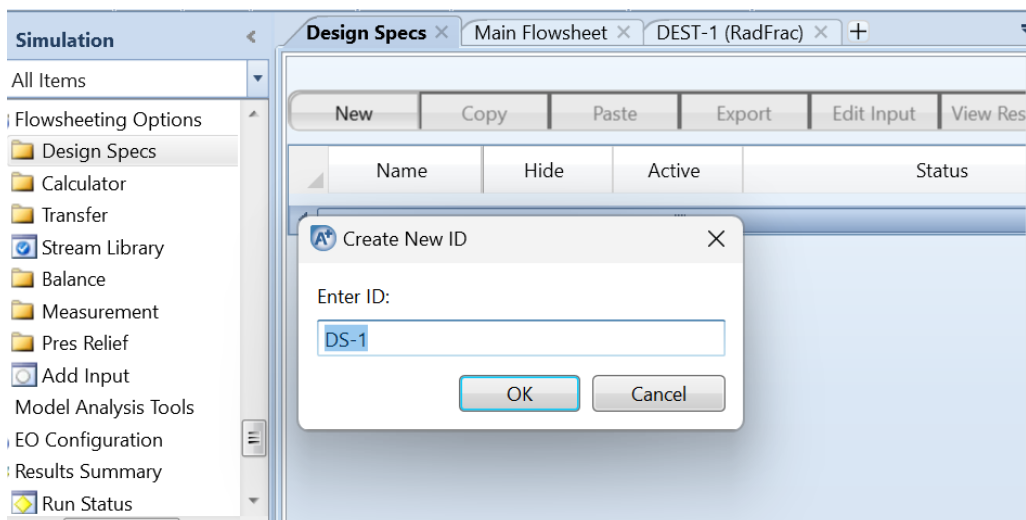 Simulation
<
Design Specs × Main Flowsheet × DEST-1 (RadFrac) × +
All Items
New Copy Paste Export Edit Input View Res
Name Hide Active Status
Flowsheeting Options
Design Specs
Calculator
Transfer
Stream Library
Balance
Measurement
Pres Relief
Add Input
Model Analysis Tools
EO Configuration
Results Summary
Run Status
A+ Create New ID
Enter ID:
DS-1
OK Cancel